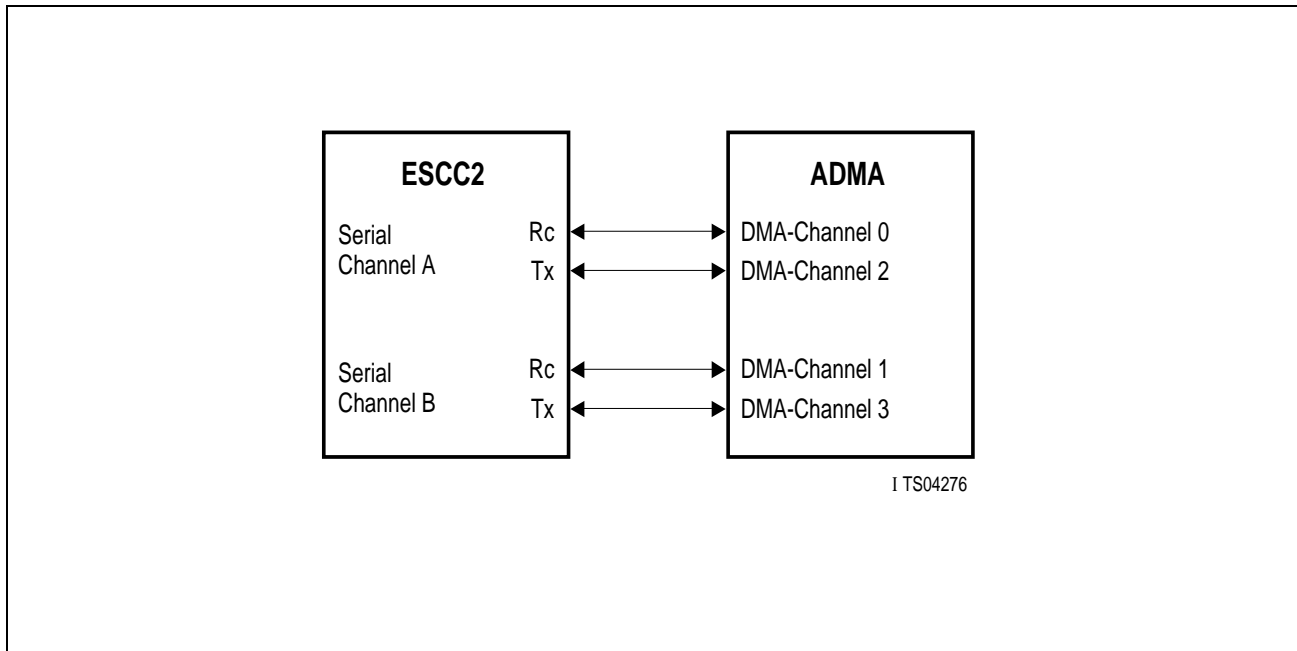 ESCC2
Serial
Channel A
Rc
Tx
Serial
Channel B
Rc
Tx
ADMA
DMA-Channel 0
DMA-Channel 2
DMA-Channel 1
DMA-Channel 3
ITS04276